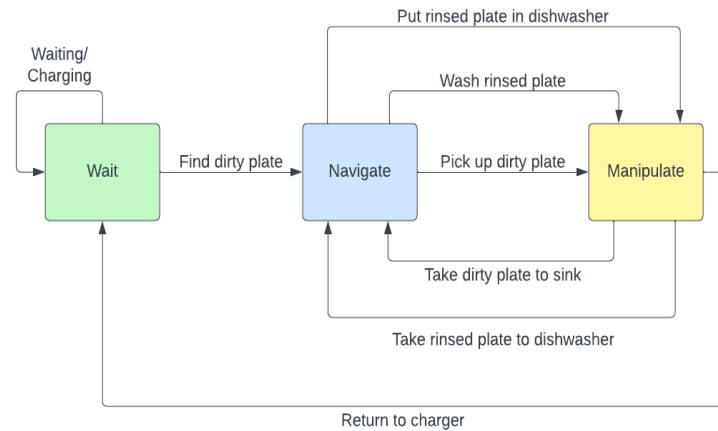 Put rinsed plate in dishwasher
Waiting/
Charging
Wash rinsed plate
Wait
Find dirty plate
Navigate
Pick up dirty plate
Manipulate
Take dirty plate to sink
Take rinsed plate to dishwasher
Return to charger